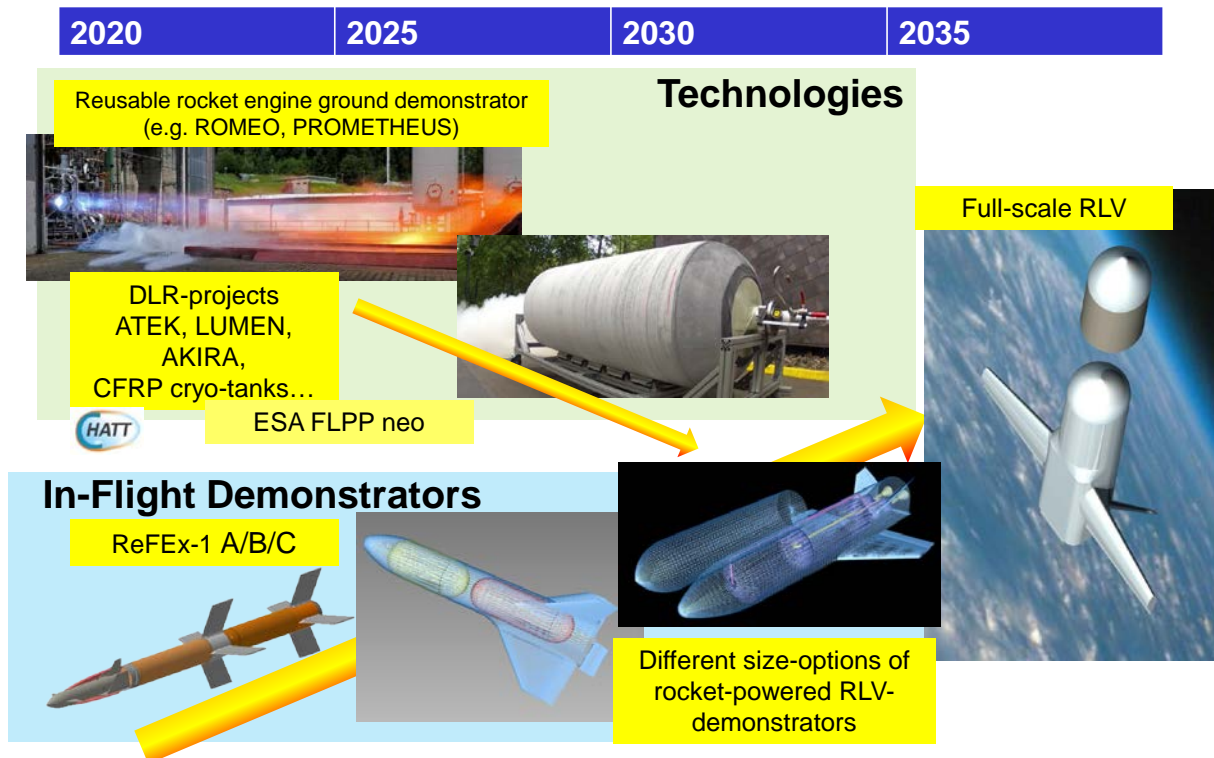 2020 2025 2030 2035
Technologies
Reusable rocket engine ground demonstrator
(e.g. ROMEO, PROMETHEUS)
Full-scale RLV
DLR-projects
ATEK, LUMEN,
AKIRA,
CFRP cryo-tanks…
CHATT
ESA FLPP neo
In-Flight Demonstrators
ReFEx-1 A/B/C
Different size-options of
rocket-powered RLV-
demonstrators